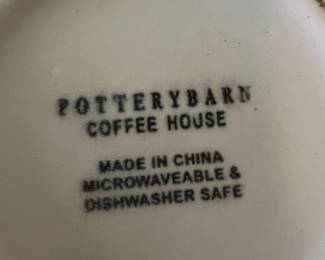 POTTERYBARN
COFFEE HOUSE
MADE IN CHINA
MICROWAVEABLE &
DISHWASHER SAFE